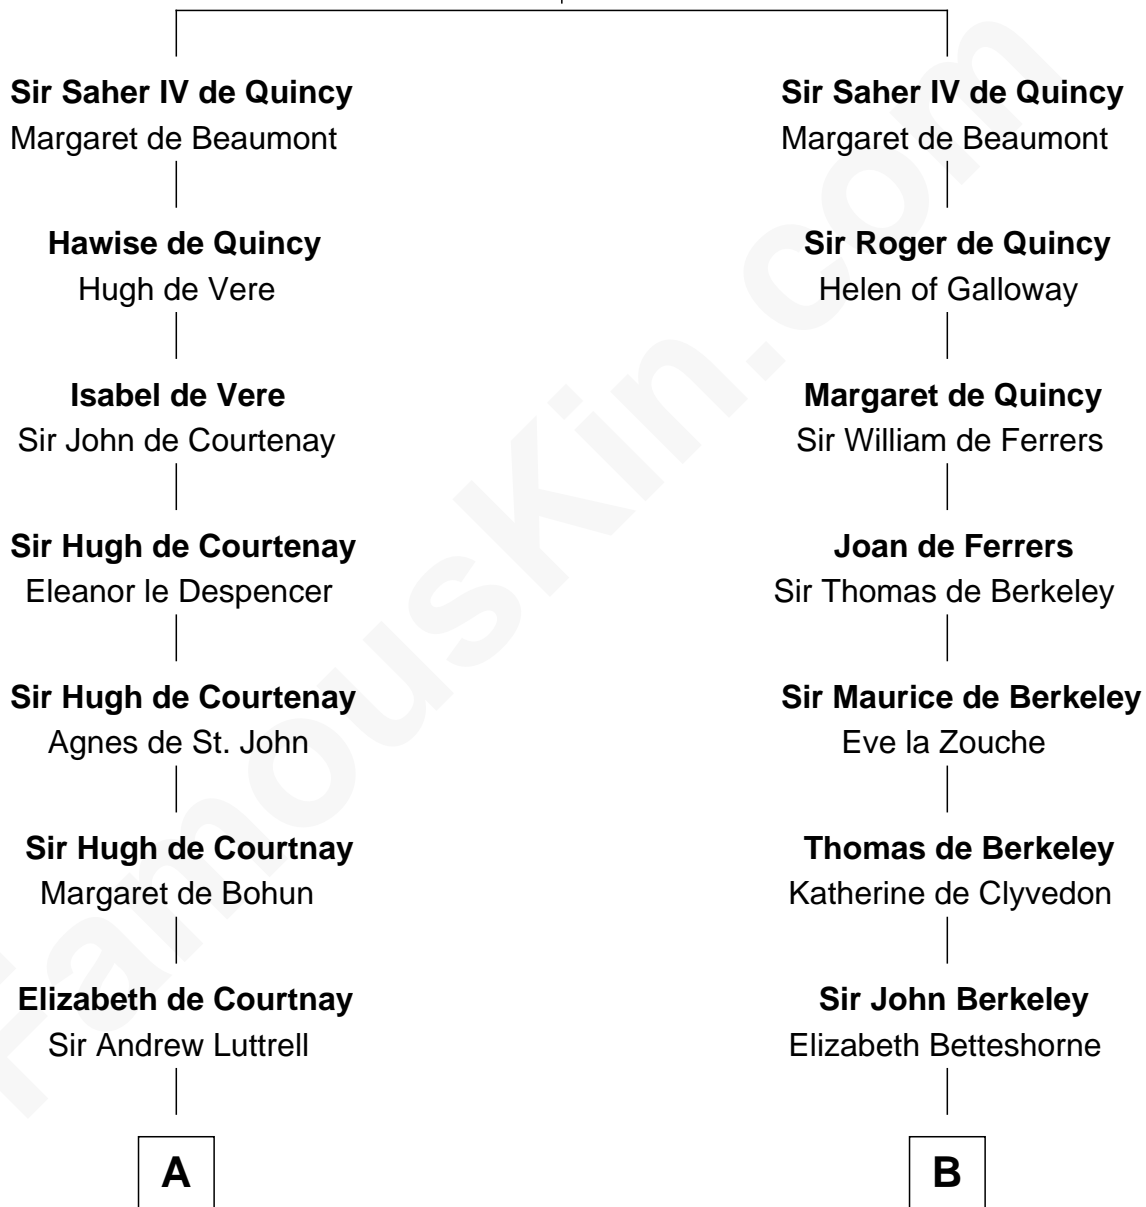 Sir Saher IV de Quincy
Margaret de Beaumont
Hawise de Quincy
Hugh de Vere
Isabel de Vere
Sir John de Courtenay
Sir Hugh de Courtenay
Eleanor le Despencer
Sir Hugh de Courtenay
Agnes de St. John
Sir Hugh de Courtnay
Margaret de Bohun
Elizabeth de Courtnay
Sir Andrew Luttrell
A
Sir Saher IV de Quincy
Margaret de Beaumont
Sir Roger de Quincy
Helen of Galloway
Margaret de Quincy
Sir William de Ferrers
Joan de Ferrers
Sir Thomas de Berkeley
Sir Maurice de Berkeley
Eve la Zouche
Thomas de Berkeley
Katherine de Clyvedon
Sir John Berkeley
Elizabeth Betteshorne
B
FamousKin.com